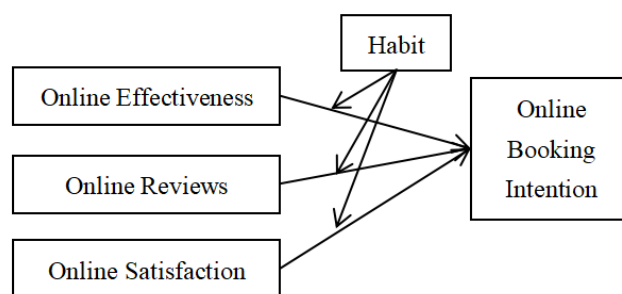 Habit
Online Effectiveness
Online Reviews
Online Satisfaction
Online
Booking
Intention